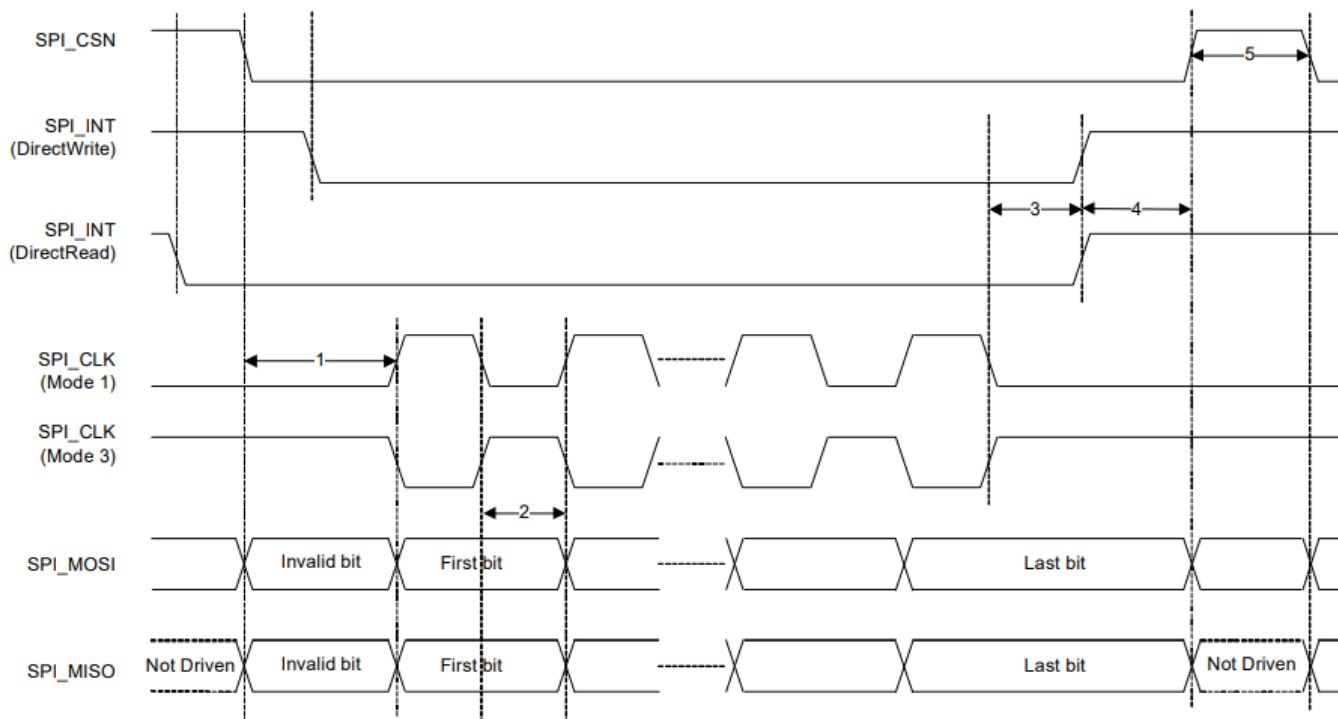 SPI_CSN
5
SPI_INT
(DirectWrite)
3
4
SPI_INT
(DirectRead)
SPI_CLK
(Mode 1)
1
SPI_CLK
(Mode 3)
2
SPI_MOSI
Invalid bit
First bit
Last bit
SPI_MISO
Not Driven
Invalid bit
First bit
Last bit
Not Driven